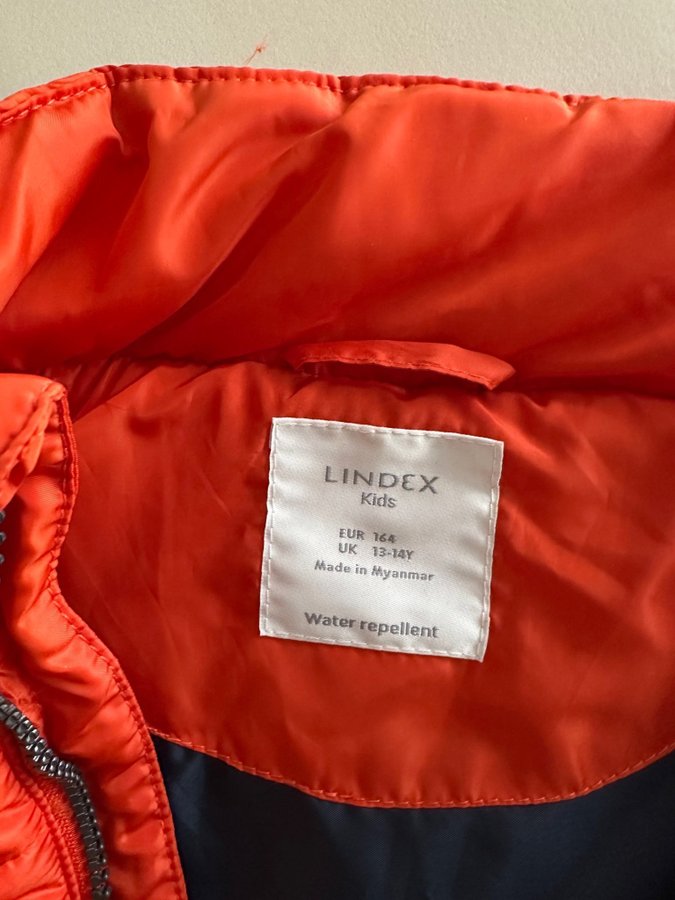 LINDEX
Kids
EUR 164
UK 13-14Y
Made in Myanmar
Water repellent